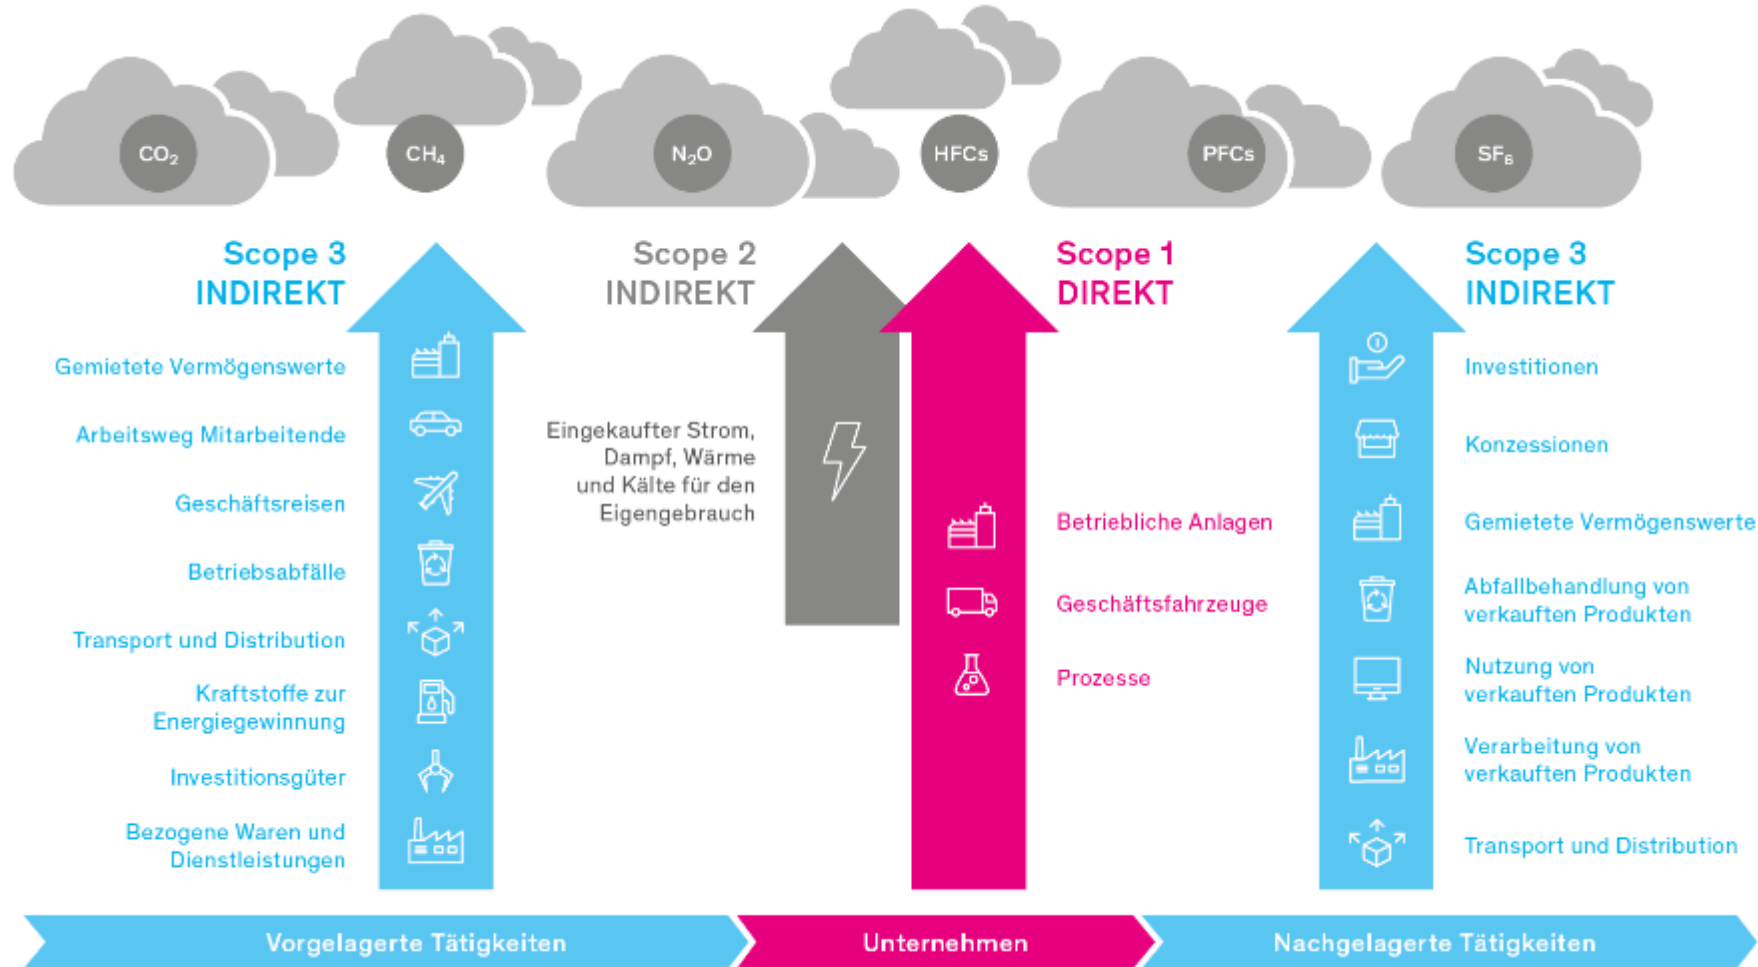 CO₂
CH₄
N₂O
HFCs
PFCs
SF₆
Scope 3
INDIREKT
Gemietete Vermögenswerte
Arbeitsweg Mitarbeitende
Geschäftsreisen
Betriebsabfälle
Transport und Distribution
Kraftstoffe zur
Energiegewinnung
Investitionsgüter
Bezogene Waren und
Dienstleistungen
Scope 2
INDIREKT
Eingekaufter Strom,
Dampf, Wärme
und Kälte für den
Eigengebrauch
Scope 1
DIREKT
Betriebliche Anlagen
Geschäftsfahrzeuge
Prozesse
Scope 3
INDIREKT
Investitionen
Konzessionen
Gemietete Vermögenswerte
Abfallbehandlung von
verkauften Produkten
Nutzung von
verkauften Produkten
Verarbeitung von
verkauften Produkten
Transport und Distribution
Vorgelagerte Tätigkeiten
Unternehmen
Nachgelagerte Tätigkeiten